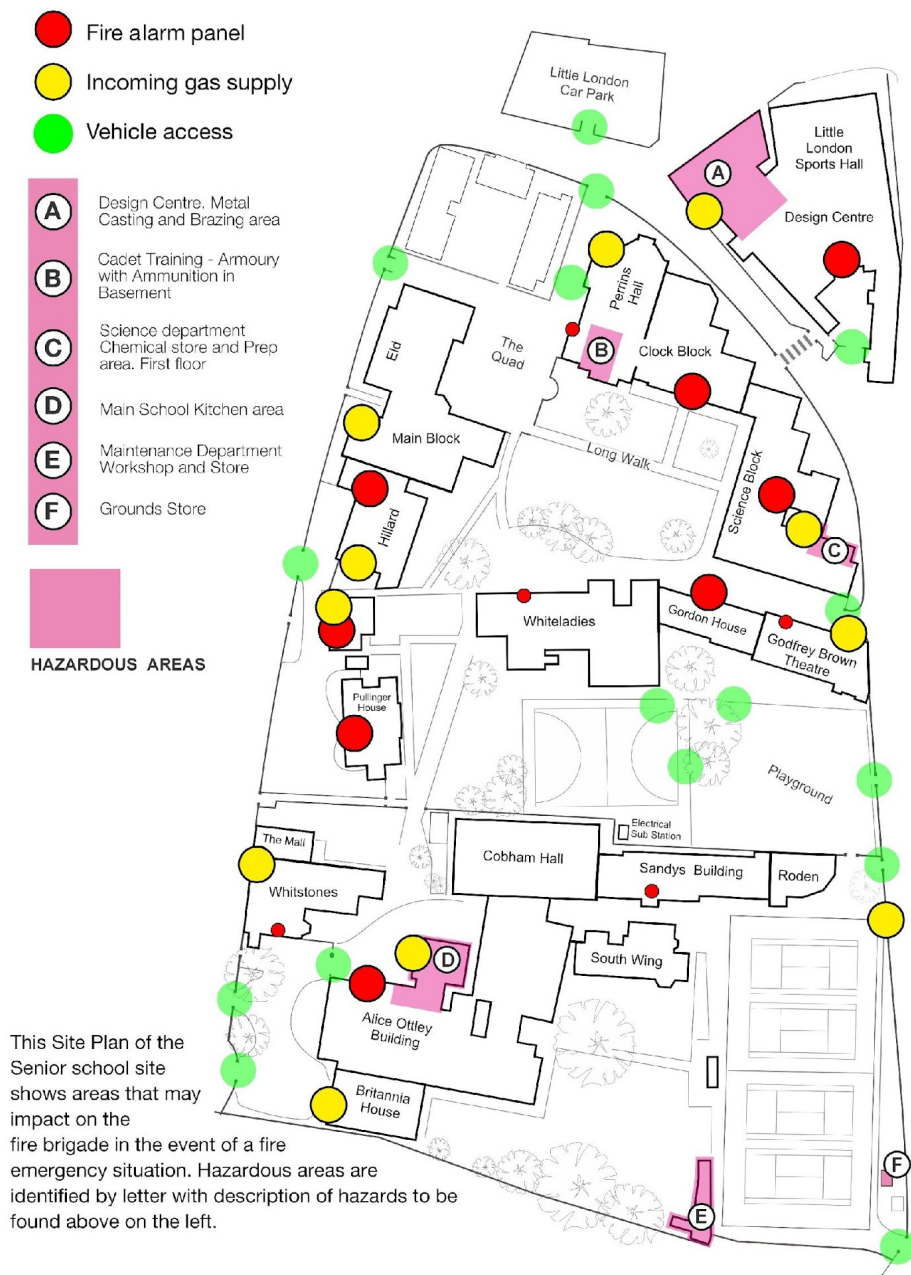 Fire alarm panel
Incoming gas supply
Vehicle access
A
Design Centre. Metal
Casting and Brazing area
B
Cadet Training - Armoury
with Ammunition in
Basement
C
Science department
Chemical store and Prep
area. First floor
D
Main School Kitchen area
E
Maintenance Department
Workshop and Store
F
Grounds Store
HAZARDOUS AREAS
Little London
Car Park
Little
London
Sports Hall
A
Design Centre
Perrins
Hall
B
Clock Block
The
Quad
Eld
Main Block
Long Walk
Hillard
Science Block
C
Whiteladies
Gordon House
Godfrey Brown
Theatre
Pullinger
House
Playground
Electrical
Sub Station
The Mall
Whitstones
Cobham Hall
Sandys Building
Roden
South Wing
D
Alice Ottley
Building
Britannia
House
E
F
This Site Plan of the
Senior school site
shows areas that may
impact on the
fire brigade in the event of a fire
emergency situation. Hazardous areas are
identified by letter with description of hazards to be
found above on the left.